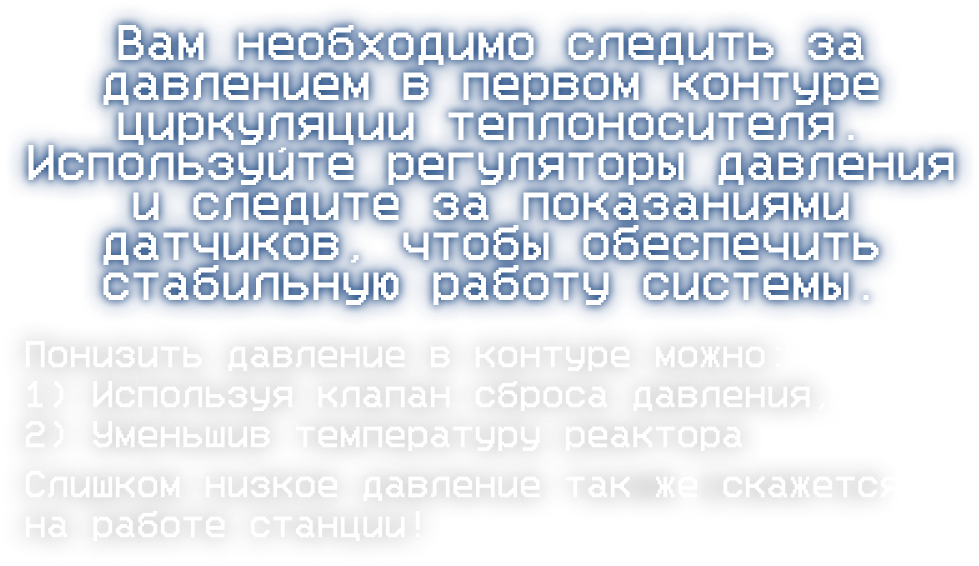 Вам необходимо следить за
давлением в первом контуре
циркуляции теплоносителя.
Используйте регуляторы давления
и следите за показаниями
датчиков, чтобы обеспечить
стабильную работу системы.
Понизить давление в контуре можно:
1) Используя клапан сброса давления,
2) Уменьшив температуру реактора
Слишком низкое давление так же скажется
на работе станции!